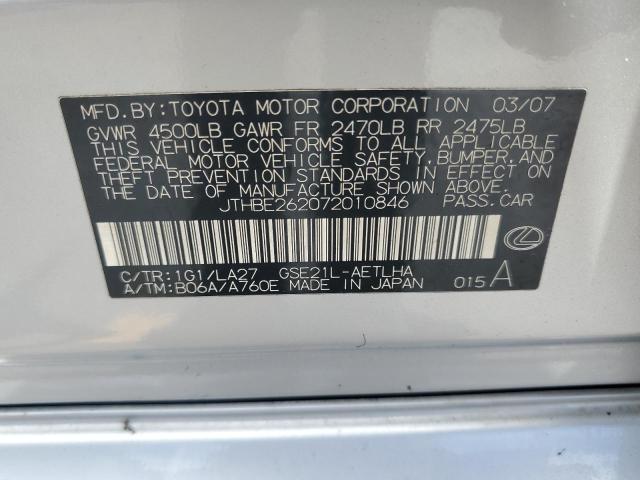 MFD. BY: TOYOTA MOTOR CORPORATION 03/07
GVWR 4500LB GAWR FR 2470LB RR 2475LB
THIS VEHICLE CONFORMS TO ALL APPLICABLE
FEDERAL MOTOR VEHICLE SAFETY, BUMPER, AND
THEFT PREVENTION STANDARDS IN EFFECT ON
THE DATE OF MANUFACTURE SHOWN ABOVE.
JTHBE262072010846 PASS. CAR
C/TR: 1G1/LA27 GSE21L-AETLHA
A/TM: B06A/A760E MADE IN JAPAN 015 A